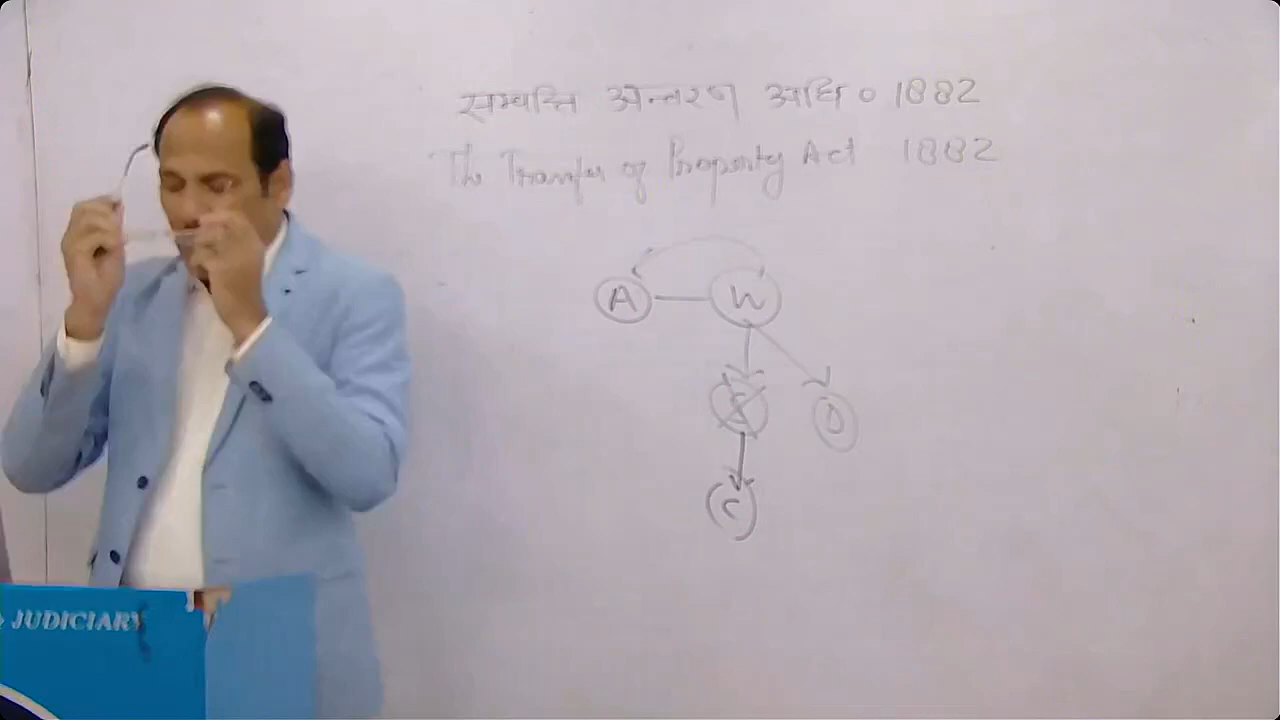 सम्पत्ति अन्तरण अधि० 1882
The Transfer of Property Act 1882
A W
D
C
JUDICIARY